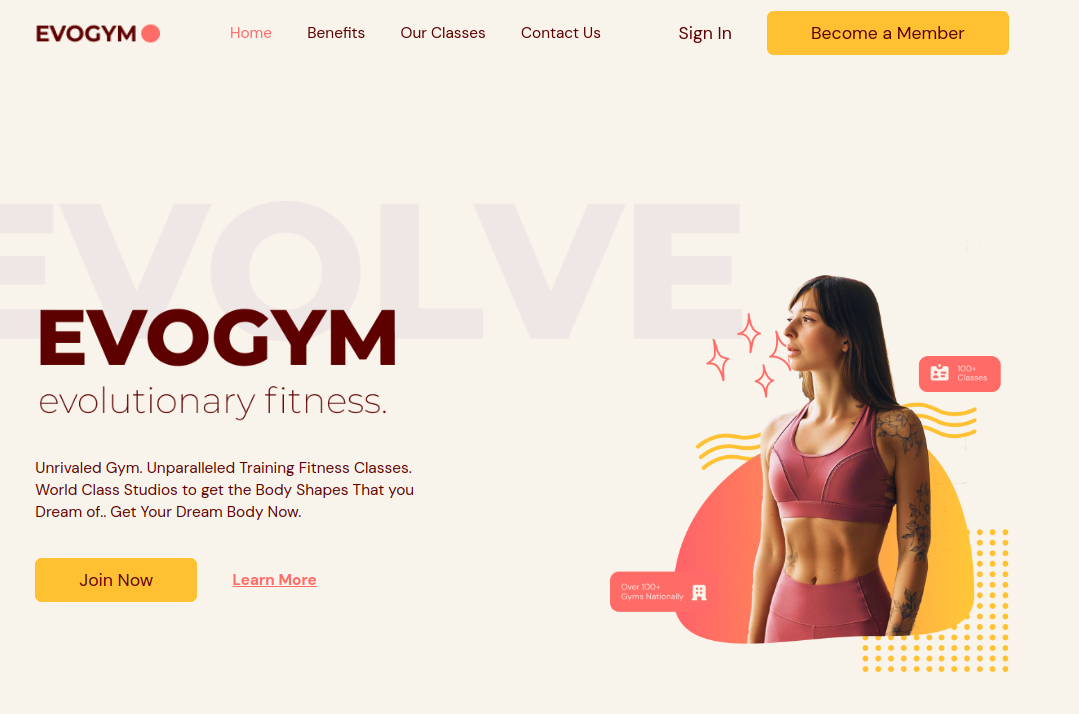 EVOGYM
Home
Benefits
Our Classes
Contact Us
Sign In
Become a Member
EVOLVE
EVOGYM
evolutionary fitness.
100+
Classes
Unrivaled Gym. Unparalleled Training Fitness Classes.
World Class Studios to get the Body Shapes That you
Dream of.. Get Your Dream Body Now.
Join Now
Learn More
Over 100+
Gyms Nationally